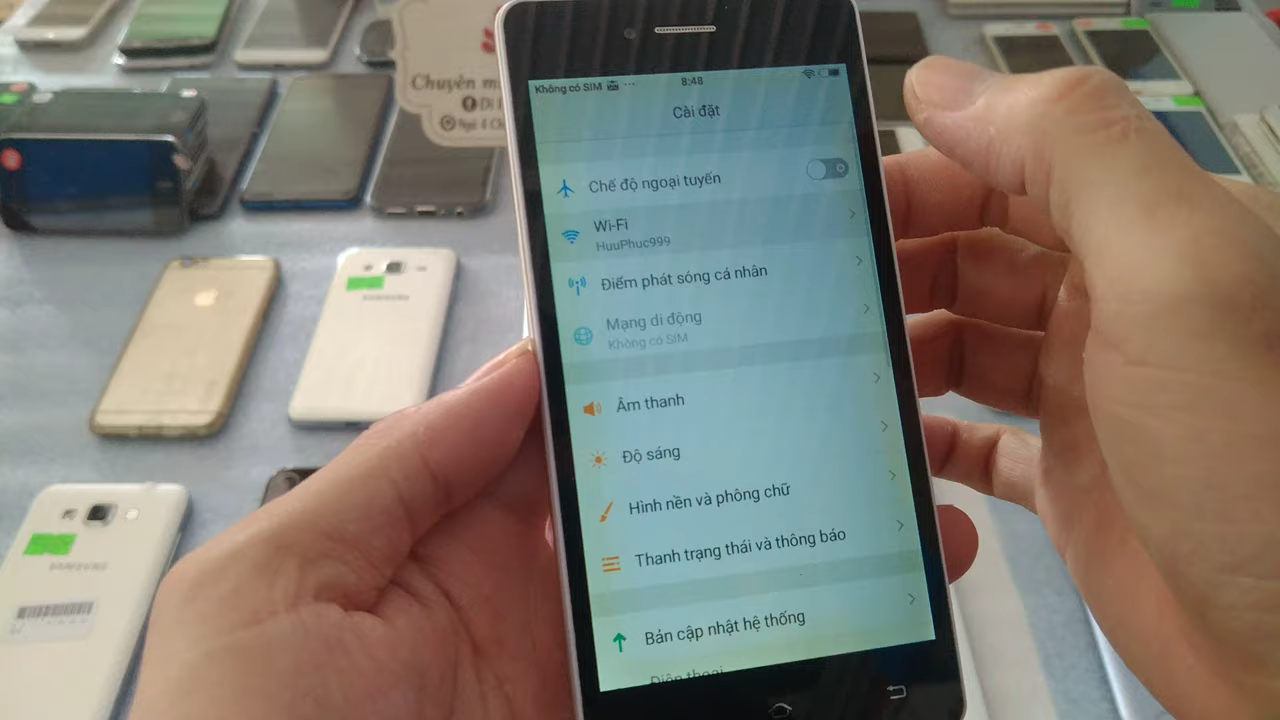 Chuyên m
Không có SIM ... 8:48
Cài đặt
Chế độ ngoại tuyến
Wi-Fi
HuuPhuc999
Điểm phát sóng cá nhân
Mạng di động
Không có SIM
Âm thanh
Độ sáng
Hình nền và phông chữ
Thanh trạng thái và thông báo
Bản cập nhật hệ thống
Điện thoại
SAMSUNG
SAMSUNG